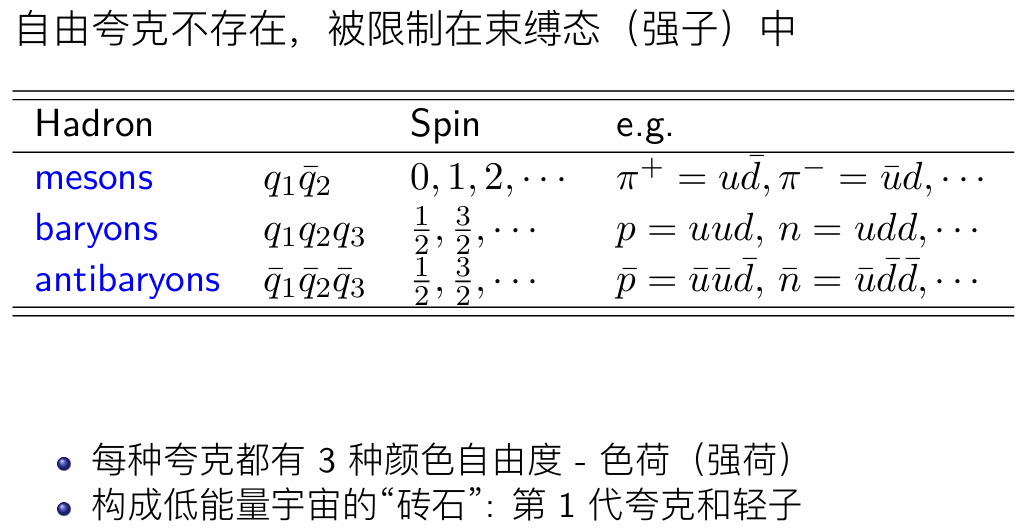 自由夸克不存在，被限制在束缚态（强子）中
Hadron Spin e.g.
mesons $q_1\bar{q}_2$ $0, 1, 2, \cdots$ $\pi^+ = u\bar{d}, \pi^- = \bar{u}d, \cdots$
baryons $q_1q_2q_3$ $\frac{1}{2}, \frac{3}{2}, \cdots$ $p = uud,\ n = udd, \cdots$
antibaryons $\bar{q}_1\bar{q}_2\bar{q}_3$ $\frac{1}{2}, \frac{3}{2}, \cdots$ $\bar{p} = \bar{u}\bar{u}\bar{d},\ \bar{n} = \bar{u}\bar{d}\bar{d}, \cdots$
每种夸克都有 3 种颜色自由度 - 色荷（强荷）
构成低能量宇宙的“砖石”: 第 1 代夸克和轻子